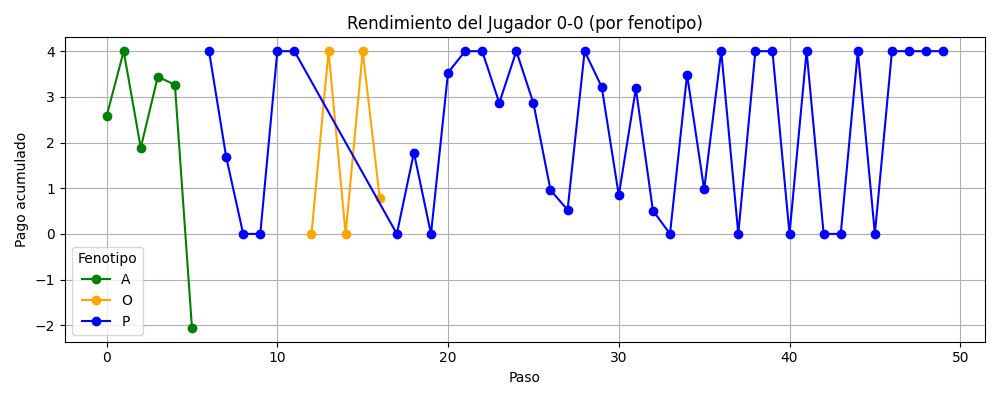 Rendimiento del Jugador 0-0 (por fenotipo)
Pago acumulado
4
3
2
1
0
−1
−2
Fenotipo
A
O
P
0
10
20
30
40
50
Paso